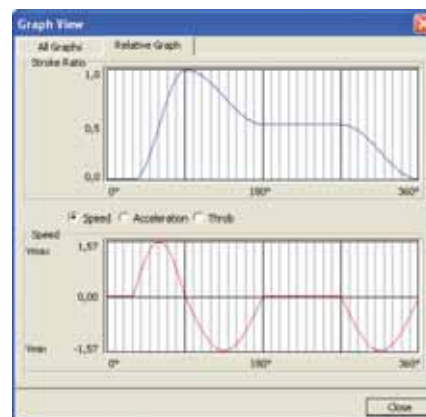 Graph View
All Graphs Relative Graph
Stroke Ratio
1,0
0,5
0,0
0° 180° 360°
Speed Acceleration Throb
Speed
Vmax 1,57
0,00
Vmin -1,57
0° 180° 360°
Close